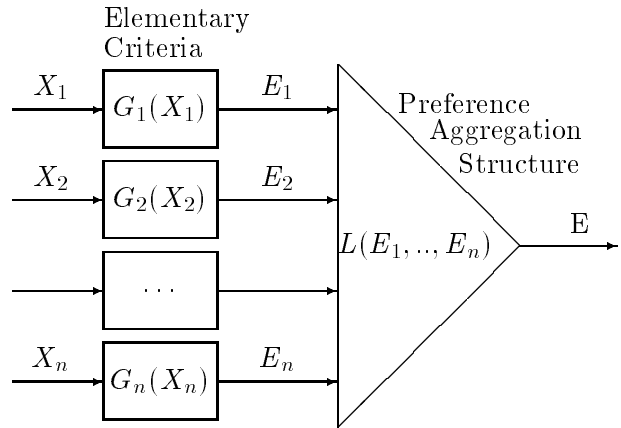 Elementary
Criteria
X₁ G₁(X₁) E₁
Preference
Aggregation
Structure
X₂ G₂(X₂) E₂
L(E₁, .., Eₙ) E
· · ·
Xₙ Gₙ(Xₙ) Eₙ